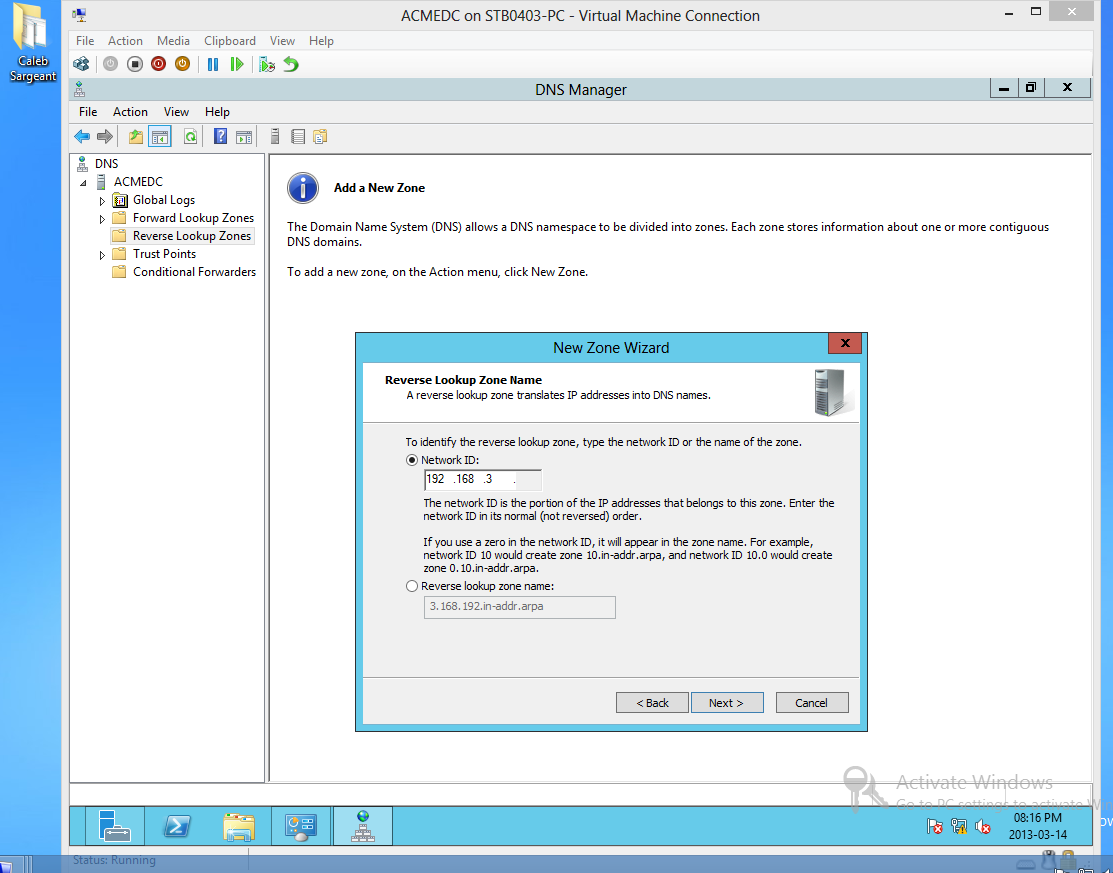 Caleb
Sargeant
ACMEDC on STB0403-PC - Virtual Machine Connection
File Action Media Clipboard View Help
DNS Manager
File Action View Help
DNS
ACMEDC
Global Logs
Forward Lookup Zones
Reverse Lookup Zones
Trust Points
Conditional Forwarders
Add a New Zone
The Domain Name System (DNS) allows a DNS namespace to be divided into zones. Each zone stores information about one or more contiguous
DNS domains.
To add a new zone, on the Action menu, click New Zone.
New Zone Wizard
Reverse Lookup Zone Name
A reverse lookup zone translates IP addresses into DNS names.
To identify the reverse lookup zone, type the network ID or the name of the zone.
Network ID:
192 .168 .3 .
The network ID is the portion of the IP addresses that belongs to this zone. Enter the
network ID in its normal (not reversed) order.
If you use a zero in the network ID, it will appear in the zone name. For example,
network ID 10 would create zone 10.in-addr.arpa, and network ID 10.0 would create
zone 0.10.in-addr.arpa.
Reverse lookup zone name:
3.168.192.in-addr.arpa
< Back Next > Cancel
Activate Windows
Go to PC settings to activate
08:16 PM
2013-03-14
Status: Running